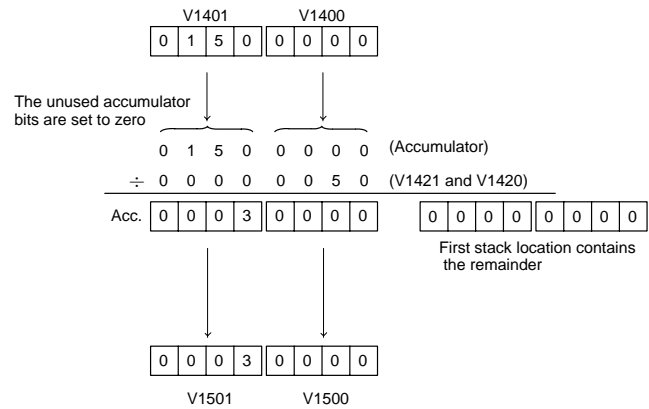 V1401 V1400
0 1 5 0 0 0 0 0
The unused accumulator
bits are set to zero
0 1 5 0 0 0 0 0 (Accumulator)
÷ 0 0 0 0 0 0 5 0 (V1421 and V1420)
Acc. 0 0 0 3 0 0 0 0 0 0 0 0 0 0 0 0
First stack location contains
the remainder
0 0 0 3 0 0 0 0
V1501 V1500